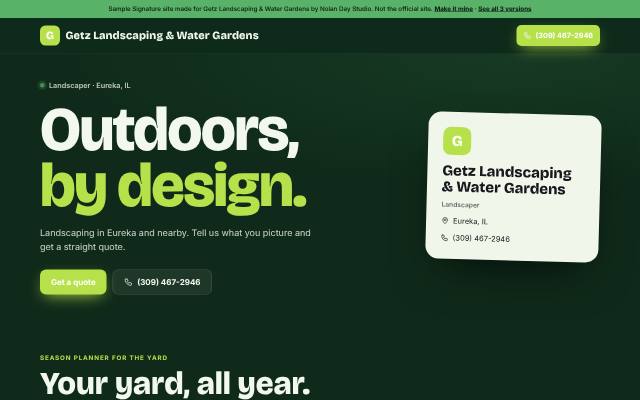 Sample Signature site made for Getz Landscaping & Water Gardens by Nolan Day Studio. Not the official site. Make it mine · See all 3 versions
G Getz Landscaping & Water Gardens
(309) 467-2946
Landscaper · Eureka, IL
Outdoors,
by design.
Landscaping in Eureka and nearby. Tell us what you picture and
get a straight quote.
Get a quote
(309) 467-2946
G
Getz Landscaping
& Water Gardens
Landscaper
Eureka, IL
(309) 467-2946
SEASON PLANNER FOR THE YARD
Your yard, all year.